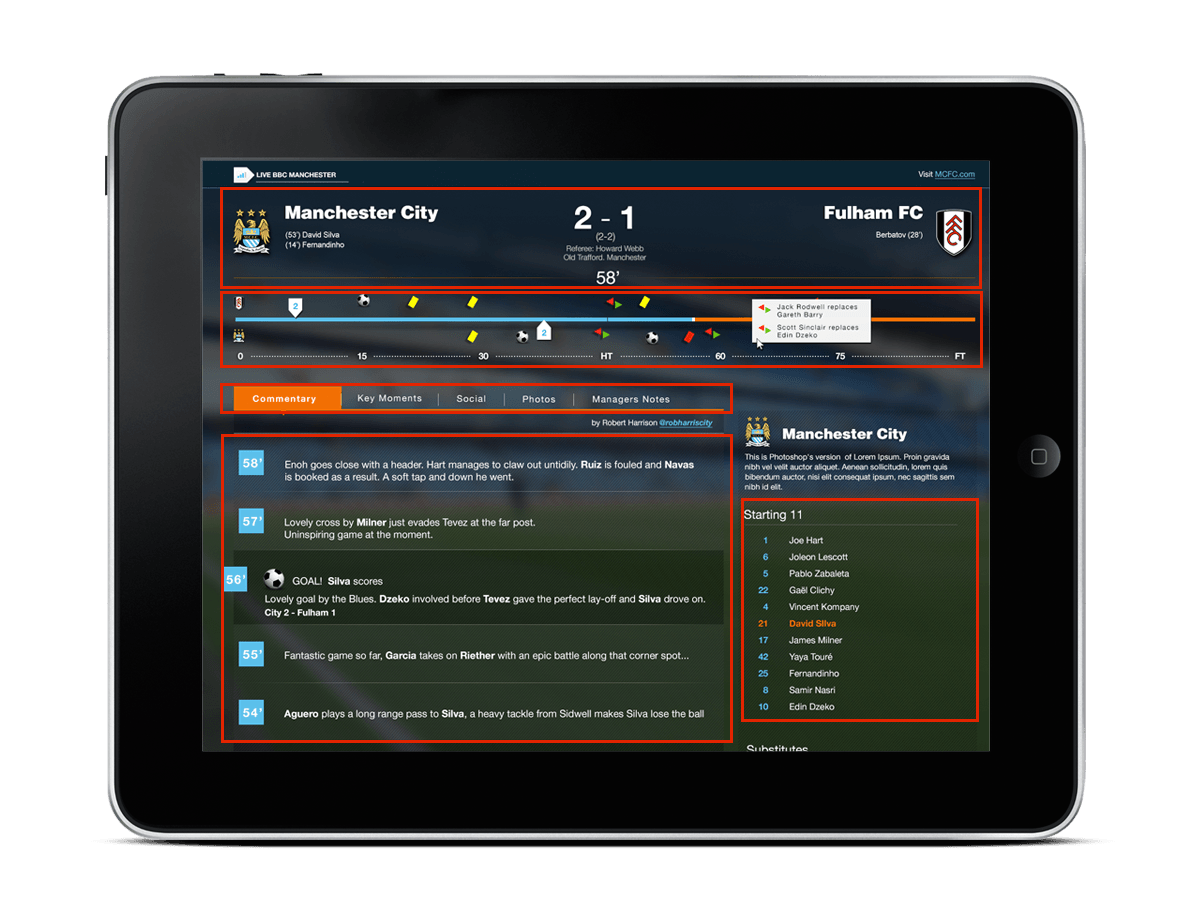 LIVE BBC MANCHESTER
Visit MCFC.com
Manchester City
2 - 1
Fulham FC
(53') David Silva
(14') Fernandinho
(2-2)
Berbatov (28')
Referee: Howard Webb
Old Trafford. Manchester
58'
2
2
Jack Rodwell replaces
Gareth Barry
Scott Sinclair replaces
Edin Dzeko
0 15 30 HT 60 75 FT
Commentary
Key Moments
Social
Photos
Managers Notes
by Robert Harrison @robharriscity
58'
Enoh goes close with a header. Hart manages to claw out untidily. Ruiz is fouled and Navas
is booked as a result. A soft tap and down he went.
57'
Lovely cross by Milner just evades Tevez at the far post.
Uninspiring game at the moment.
56'
GOAL! Silva scores
Lovely goal by the Blues. Dzeko involved before Tevez gave the perfect lay-off and Silva drove on.
City 2 - Fulham 1
55'
Fantastic game so far, Garcia takes on Riether with an epic battle along that corner spot...
54'
Aguero plays a long range pass to Silva, a heavy tackle from Sidwell makes Silva lose the ball
Manchester City
This is Photoshop's version of Lorem Ipsum. Proin gravida
nibh vel velit auctor aliquet. Aenean sollicitudin, lorem quis
bibendum auctor, nisi elit consequat ipsum, nec sagittis sem
nibh id elit.
Starting 11
1 Joe Hart
6 Joleon Lescott
5 Pablo Zabaleta
22 Gaël Clichy
4 Vincent Kompany
21 David Silva
17 James Milner
42 Yaya Touré
25 Fernandinho
8 Samir Nasri
10 Edin Dzeko
Substitutes